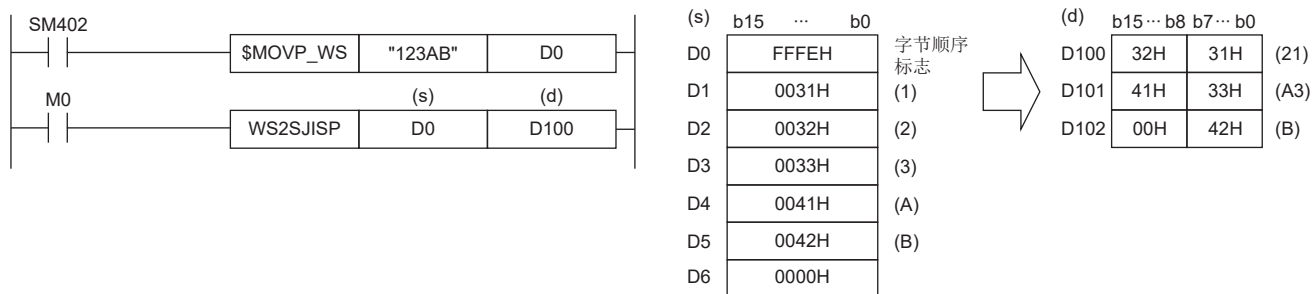 SM402
$MOVP_WS "123AB" D0
M0
(s) (d)
WS2SJISP D0 D100
(s) b15 ··· b0
D0 FFFEH 字节顺序
标志
D1 0031H (1)
D2 0032H (2)
D3 0033H (3)
D4 0041H (A)
D5 0042H (B)
D6 0000H
(d) b15 ··· b8 b7 ··· b0
D100 32H 31H (21)
D101 41H 33H (A3)
D102 00H 42H (B)